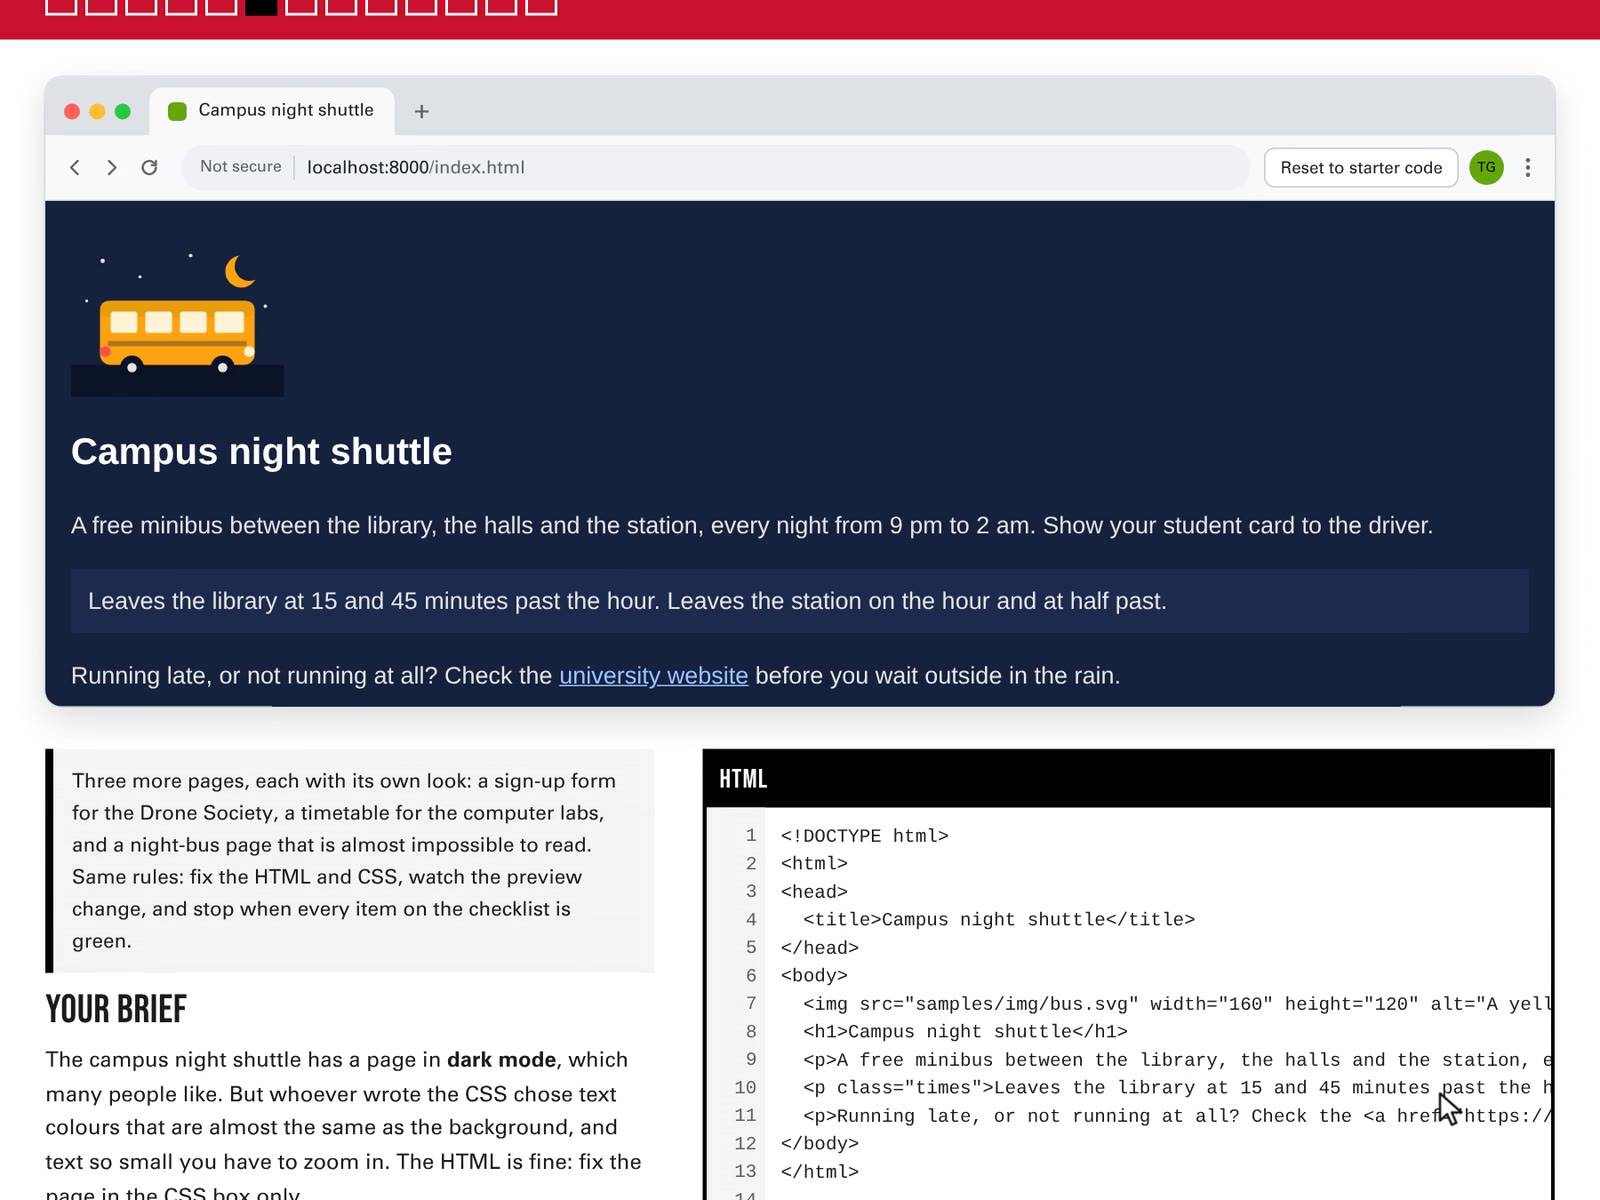 Campus night shuttle
Not secure
localhost:8000/index.html
Reset to starter code
TG
Campus night shuttle
A free minibus between the library, the halls and the station, every night from 9 pm to 2 am. Show your student card to the driver.
Leaves the library at 15 and 45 minutes past the hour. Leaves the station on the hour and at half past.
Running late, or not running at all? Check the university website before you wait outside in the rain.
Three more pages, each with its own look: a sign-up form
for the Drone Society, a timetable for the computer labs,
and a night-bus page that is almost impossible to read.
Same rules: fix the HTML and CSS, watch the preview
change, and stop when every item on the checklist is
green.
YOUR BRIEF
The campus night shuttle has a page in dark mode, which
many people like. But whoever wrote the CSS chose text
colours that are almost the same as the background, and
text so small you have to zoom in. The HTML is fine: fix the
page in the CSS box only.
HTML
1 <!DOCTYPE html>
2 <html>
3 <head>
4 <title>Campus night shuttle</title>
5 </head>
6 <body>
7 <img src="samples/img/bus.svg" width="160" height="120" alt="A yell
8 <h1>Campus night shuttle</h1>
9 <p>A free minibus between the library, the halls and the station, e
10 <p class="times">Leaves the library at 15 and 45 minutes past the h
11 <p>Running late, or not running at all? Check the <a href="https://
12 </body>
13 </html>
14